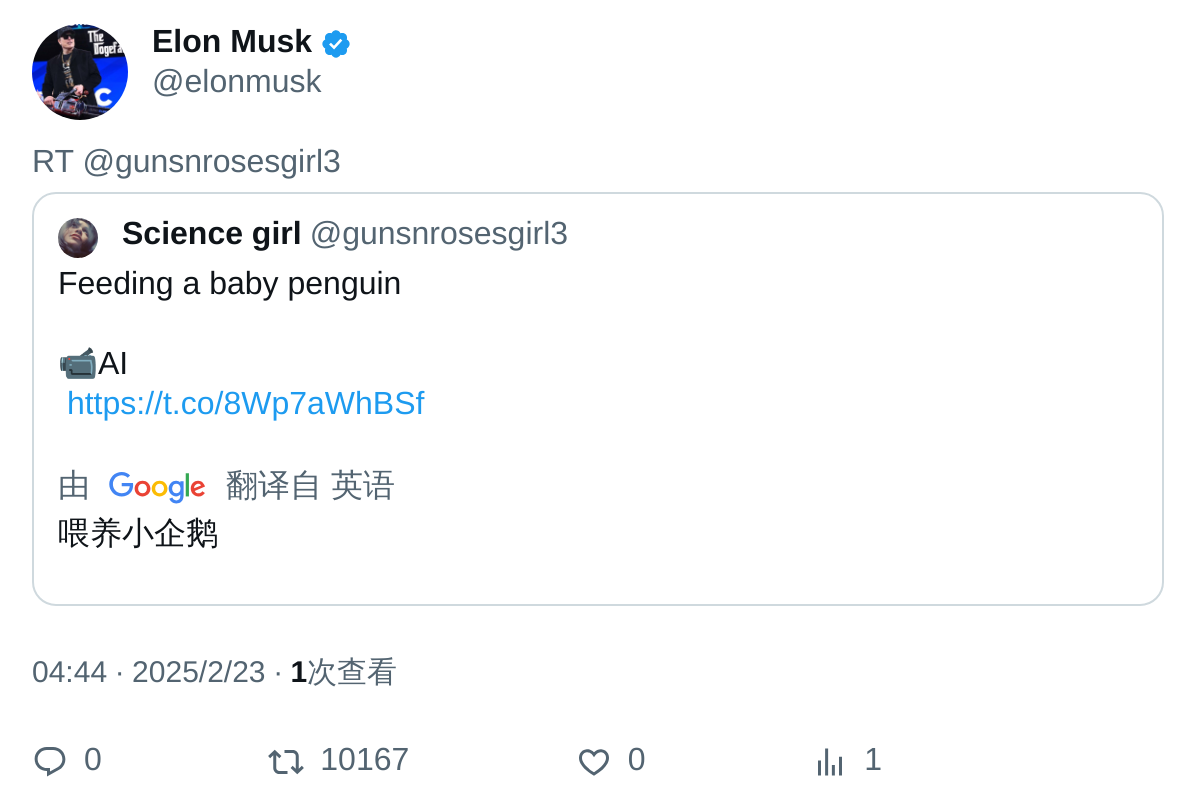 The
Dogefa
C
Elon Musk
@elonmusk
RT @gunsnrosesgirl3
Science girl @gunsnrosesgirl3
Feeding a baby penguin
📹AI
https://t.co/8Wp7aWhBSf
由 Google 翻译自 英语
喂养小企鹅
04:44 · 2025/2/23 · 1次查看
0 10167 0 1